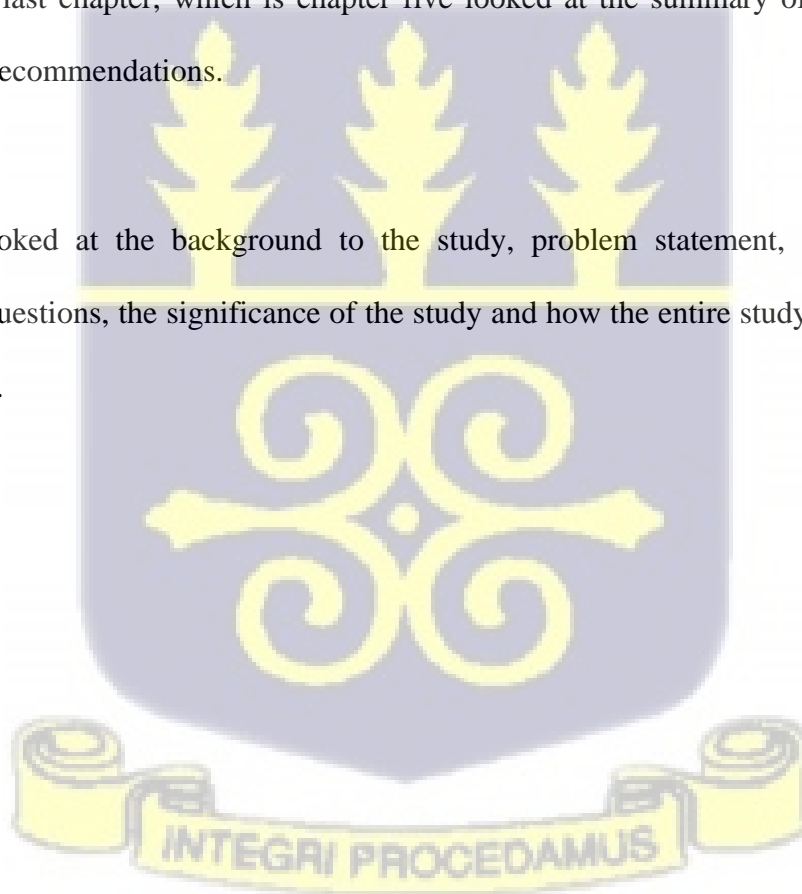 last chapter, which is chapter five looked at the summary of
ecommendations.
oked at the background to the study, problem statement,
uestions, the significance of the study and how the entire study
.
INTEGRI PROCEDAMUS